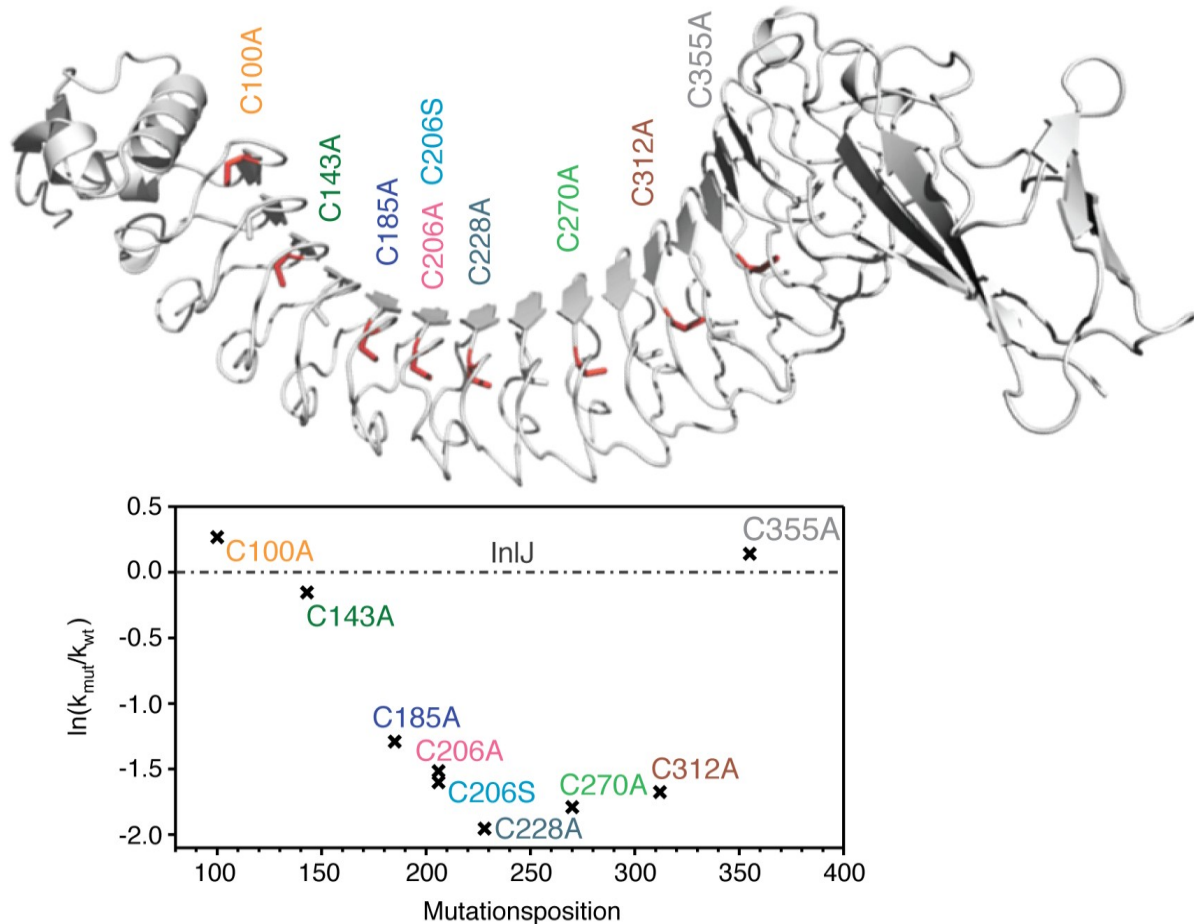 C100A
C143A
C185A
C206A
C206S
C228A
C270A
C312A
C355A
0.5
0.0
-0.5
-1.0
-1.5
-2.0
ln(kmut/kwt)
InlJ
C100A
C143A
C185A
C206A
C206S
C228A
C270A
C312A
C355A
100 150 200 250 300 350 400
Mutationsposition